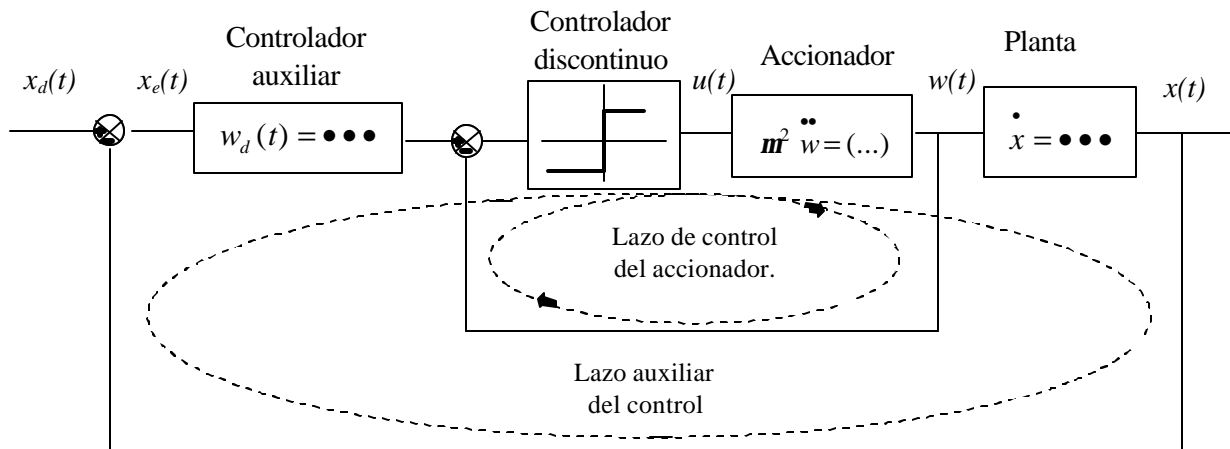 Controlador
auxiliar
Controlador
discontinuo
Accionador
Planta
x_d(t)
x_e(t)
u(t)
w(t)
x(t)
w_d(t) = •••
m² ẅ = (...)
ẋ = •••
Lazo de control
del accionador.
Lazo auxiliar
del control